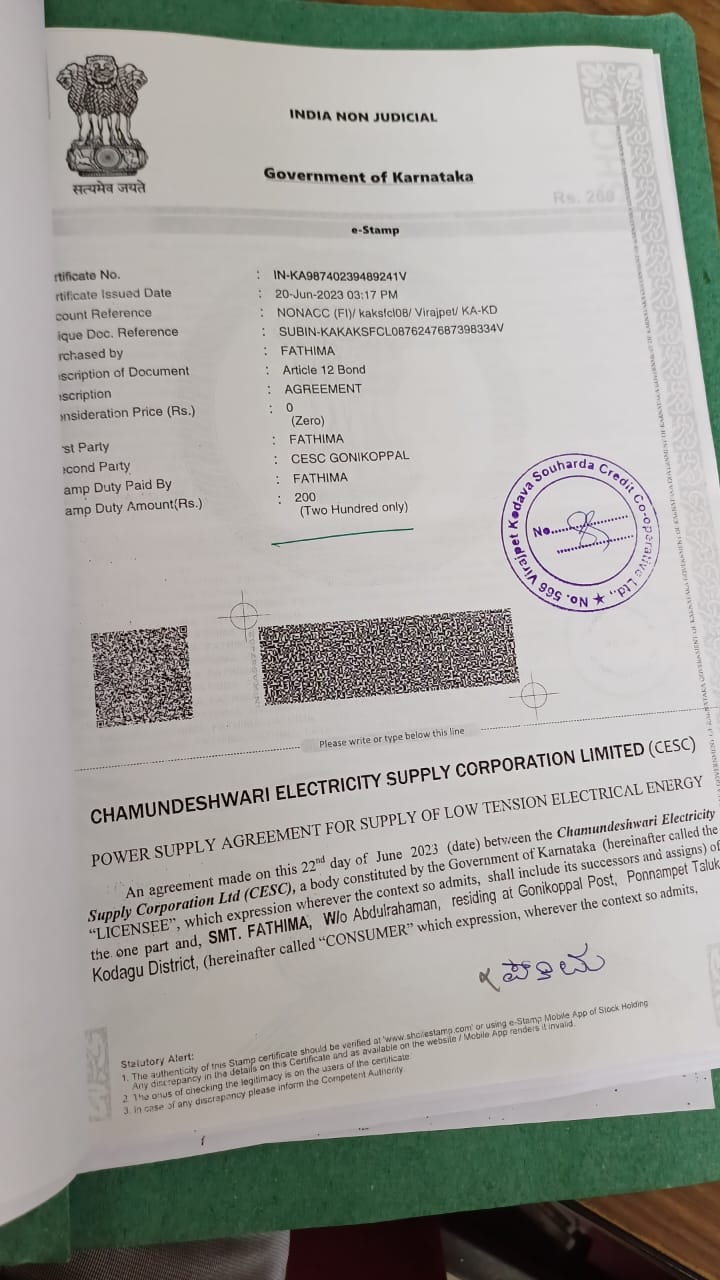 सत्यमेव जयते
INDIA NON JUDICIAL
Government of Karnataka
Rs. 200
e-Stamp
rtificate No. : IN-KA98740239489241V
rtificate Issued Date : 20-Jun-2023 03:17 PM
count Reference : NONACC (FI)/ kaksfcl08/ Virajpet/ KA-KD
ique Doc. Reference : SUBIN-KAKAKSFCL0876247687398334V
rchased by : FATHIMA
scription of Document : Article 12 Bond
scription : AGREEMENT
onsideration Price (Rs.) : 0
(Zero)
rst Party : FATHIMA
econd Party : CESC GONIKOPPAL
amp Duty Paid By : FATHIMA
amp Duty Amount(Rs.) : 200
(Two Hundred only)
Virajpet Kodava Souharda Credit Co-operative Ltd., ★ No. 566
No.
Please write or type below this line
CHAMUNDESHWARI ELECTRICITY SUPPLY CORPORATION LIMITED (CESC)
POWER SUPPLY AGREEMENT FOR SUPPLY OF LOW TENSION ELECTRICAL ENERGY
An agreement made on this 22nd day of June 2023 (date) between the Chamundeshwari Electricity
Supply Corporation Ltd (CESC), a body constituted by the Government of Karnataka (hereinafter called the
“LICENSEE”, which expression wherever the context so admits, shall include its successors and assigns) of
the one part and, SMT. FATHIMA, W/o Abdulrahaman, residing at Gonikoppal Post, Ponnampet Taluk
Kodagu District, (hereinafter called “CONSUMER” which expression, wherever the context so admits,
ಫಾತಿಮ
Statutory Alert:
1. The authenticity of this Stamp certificate should be verified at 'www.shcilestamp.com' or using e-Stamp Mobile App of Stock Holding
Any discrepancy in the details on this Certificate and as available on the website / Mobile App renders it invalid.
2. The onus of checking the legitimacy is on the users of the certificate
3. In case of any discrepancy please inform the Competent Authority